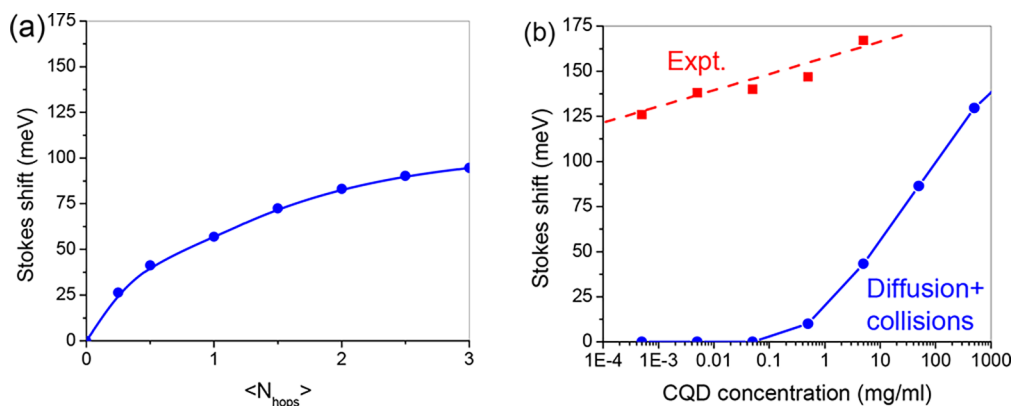 (a)
175
150
125
100
75
50
25
0
Stokes shift (meV)
0
1
2
3
<N_hops>
(b)
175
150
125
100
75
50
25
0
Stokes shift (meV)
Expt.
Diffusion+
collisions
1E-4
1E-3
0.01
0.1
1
10
100
1000
CQD concentration (mg/ml)